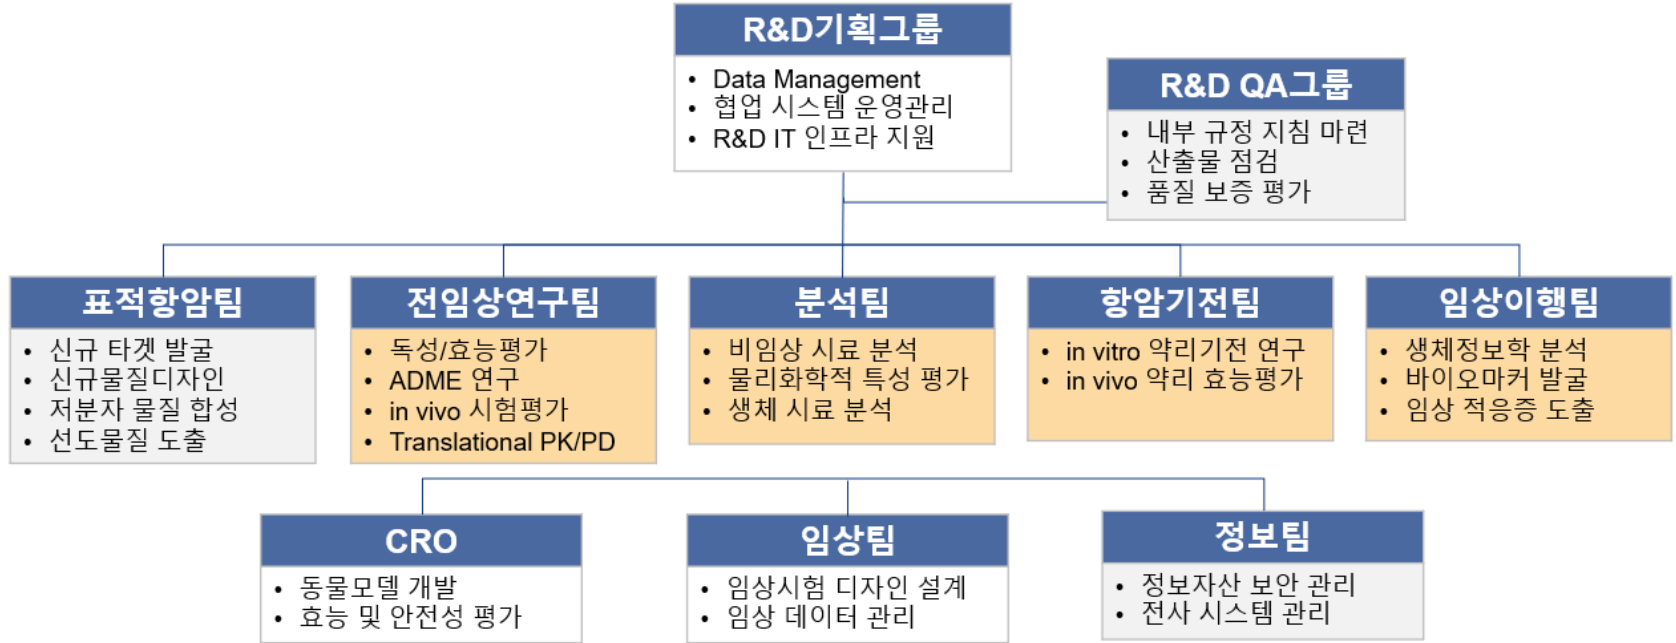 R&D기획그룹
• Data Management
• 협업 시스템 운영관리
• R&D IT 인프라 지원
R&D QA그룹
• 내부 규정 지침 마련
• 산출물 점검
• 품질 보증 평가
표적항암팀
• 신규 타겟 발굴
• 신규물질디자인
• 저분자 물질 합성
• 선도물질 도출
전임상연구팀
• 독성/효능평가
• ADME 연구
• in vivo 시험평가
• Translational PK/PD
분석팀
• 비임상 시료 분석
• 물리화학적 특성 평가
• 생체 시료 분석
항암기전팀
• in vitro 약리기전 연구
• in vivo 약리 효능평가
임상이행팀
• 생체정보학 분석
• 바이오마커 발굴
• 임상 적응증 도출
CRO
• 동물모델 개발
• 효능 및 안전성 평가
임상팀
• 임상시험 디자인 설계
• 임상 데이터 관리
정보팀
• 정보자산 보안 관리
• 전사 시스템 관리